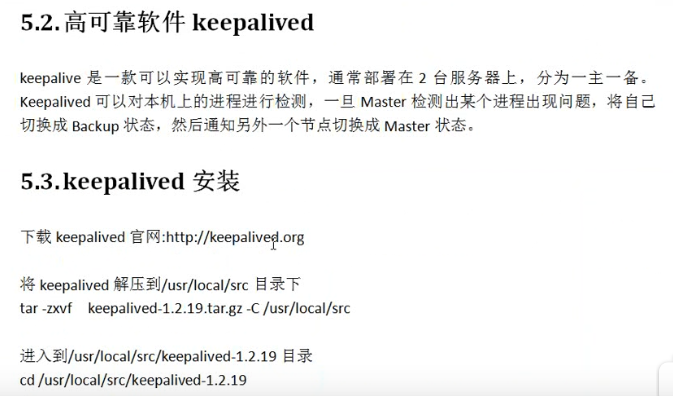 5.2.高可靠软件 keepalived
keepalive 是一款可以实现高可靠的软件，通常部署在 2 台服务器上，分为一主一备。
Keepalived 可以对本机上的进程进行检测，一旦 Master 检测出某个进程出现问题，将自己
切换成 Backup 状态，然后通知另外一个节点切换成 Master 状态。
5.3.keepalived 安装
下载 keepalived 官网:http://keepalived.org
将 keepalived 解压到/usr/local/src 目录下
tar -zxvf keepalived-1.2.19.tar.gz -C /usr/local/src
进入到/usr/local/src/keepalived-1.2.19 目录
cd /usr/local/src/keepalived-1.2.19